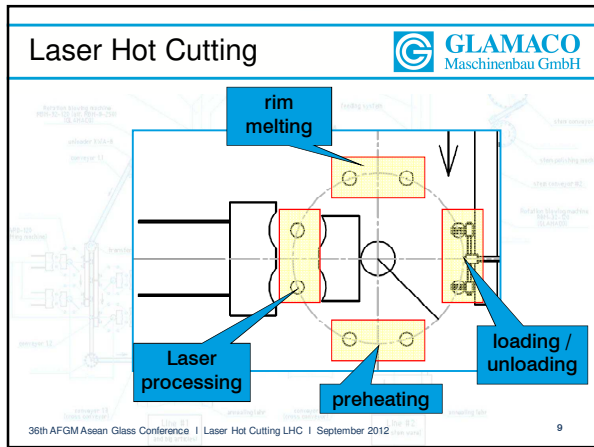 Laser Hot Cutting
GLAMACO
Maschinenbau GmbH
rim
melting
Laser
processing
preheating
loading /
unloading
36th AFGM Asean Glass Conference I Laser Hot Cutting LHC I September 2012
9